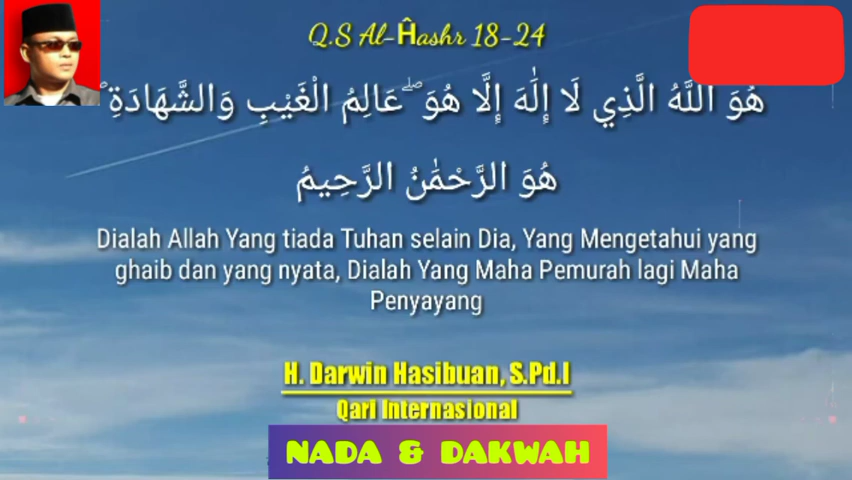 Q.S Al-Ĥashr 18-24
هُوَ اللَّهُ الَّذِي لَا إِلَٰهَ إِلَّا هُوَ ۖ عَالِمُ الْغَيْبِ وَالشَّهَادَةِ ۖ
هُوَ الرَّحْمَٰنُ الرَّحِيمُ
Dialah Allah Yang tiada Tuhan selain Dia, Yang Mengetahui yang
ghaib dan yang nyata, Dialah Yang Maha Pemurah lagi Maha
Penyayang
H. Darwin Hasibuan, S.Pd.I
Qari Internasional
NADA & DAKWAH